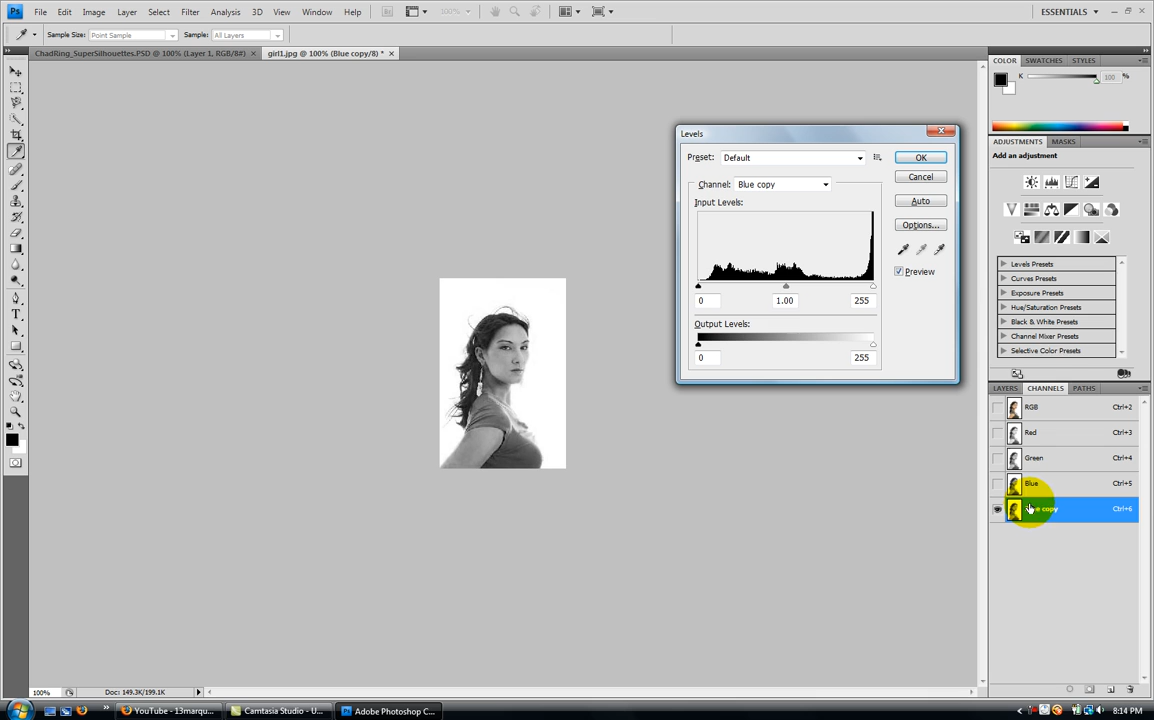 Ps File Edit Image Layer Select Filter Analysis 3D View Window Help Br 100% ESSENTIALS
Sample Size: Point Sample Sample: All Layers
ChadRing_SuperSilhouettes.PSD @ 100% (Layer 1, RGB/8#) × girl1.jpg @ 100% (Blue copy/8) * ×
COLOR SWATCHES STYLES
K 100 %
ADJUSTMENTS MASKS
Add an adjustment
Levels Presets
Curves Presets
Exposure Presets
Hue/Saturation Presets
Black & White Presets
Channel Mixer Presets
Selective Color Presets
Levels
Preset: Default OK
Channel: Blue copy Cancel
Input Levels: Auto
Options...
Preview
0 1.00 255
Output Levels:
0 255
LAYERS CHANNELS PATHS
RGB Ctrl+2
Red Ctrl+3
Green Ctrl+4
Blue Ctrl+5
copy Ctrl+6
T
100% Doc: 149.3K/199.1K
YouTube - 13marqu... Camtasia Studio - U... Ps Adobe Photoshop C... 8:14 PM